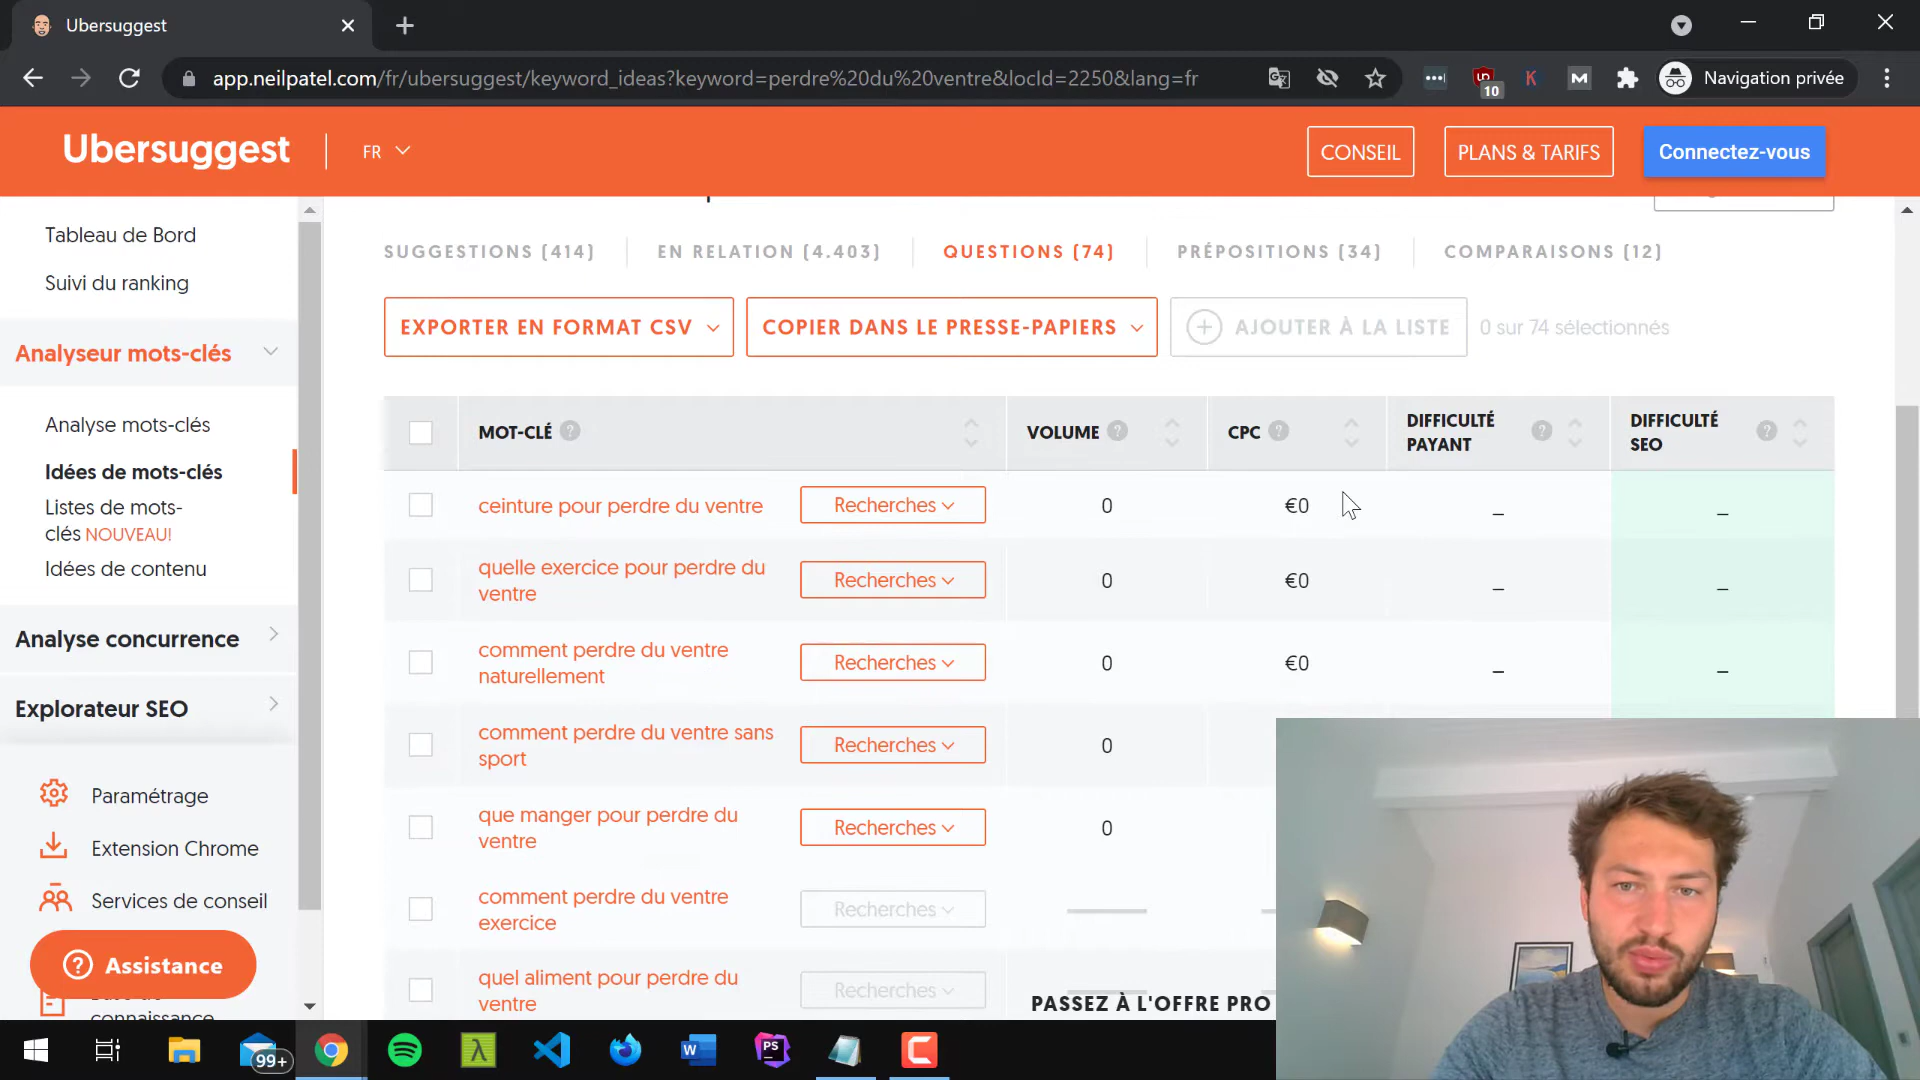 Ubersuggest
app.neilpatel.com/fr/ubersuggest/keyword_ideas?keyword=perdre%20du%20ventre&locId=2250&lang=fr
10
K
Navigation privée
Ubersuggest
FR
CONSEIL
PLANS & TARIFS
Connectez-vous
Tableau de Bord
Suivi du ranking
Analyseur mots-clés
Analyse mots-clés
Idées de mots-clés
Listes de mots-
clés NOUVEAU!
Idées de contenu
Analyse concurrence
Explorateur SEO
Paramétrage
Extension Chrome
Services de conseil
Assistance
connaissance
SUGGESTIONS (414)
EN RELATION (4.403)
QUESTIONS (74)
PRÉPOSITIONS (34)
COMPARAISONS (12)
EXPORTER EN FORMAT CSV
COPIER DANS LE PRESSE-PAPIERS
AJOUTER À LA LISTE
0 sur 74 sélectionnés
MOT-CLÉ ?
VOLUME ?
CPC ?
DIFFICULTÉ
PAYANT ?
DIFFICULTÉ
SEO ?
ceinture pour perdre du ventre
Recherches
0
€0
–
–
quelle exercice pour perdre du
ventre
Recherches
0
€0
–
–
comment perdre du ventre
naturellement
Recherches
0
€0
–
–
comment perdre du ventre sans
sport
Recherches
0
que manger pour perdre du
ventre
Recherches
0
comment perdre du ventre
exercice
Recherches
quel aliment pour perdre du
ventre
Recherches
PASSEZ À L'OFFRE PRO
99+
λ
W
PS
C